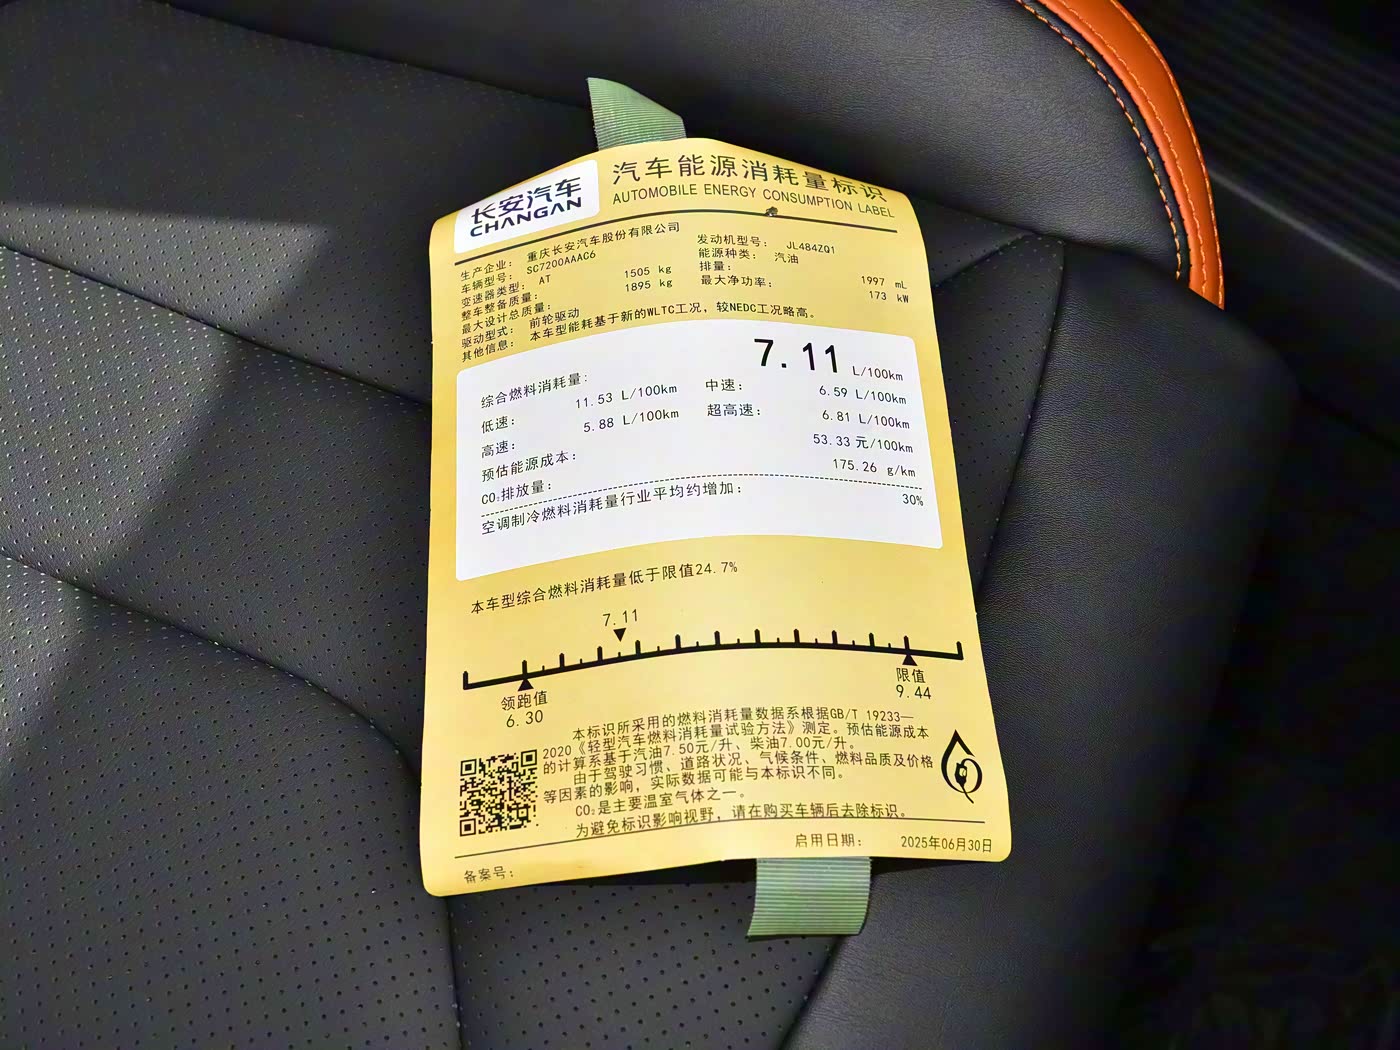 长安汽车
CHANGAN
汽车能源消耗量标识
AUTOMOBILE ENERGY CONSUMPTION LABEL
生产企业： 重庆长安汽车股份有限公司
车辆型号： SC7200AAAC6
变速器类型： AT
整车整备质量： 1505 kg
最大设计总质量： 1895 kg
驱动型式： 前轮驱动
其他信息： 本车型能耗基于新的WLTC工况，较NEDC工况略高。
发动机型号： JL484ZQ1
能源种类： 汽油
排量： 1997 mL
最大净功率： 173 kW
综合燃料消耗量： 7.11 L/100km
低速： 11.53 L/100km 中速： 6.59 L/100km
高速： 5.88 L/100km 超高速： 6.81 L/100km
预估能源成本： 53.33 元/100km
CO₂排放量： 175.26 g/km
空调制冷燃料消耗量行业平均约增加： 30%
本车型综合燃料消耗量低于限值24.7%
7.11
领跑值
6.30
限值
9.44
本标识所采用的燃料消耗量数据系根据GB/T 19233—
2020《轻型汽车燃料消耗量试验方法》测定。预估能源成本
的计算系基于汽油7.50元/升、柴油7.00元/升。
由于驾驶习惯、道路状况、气候条件、燃料品质及价格
等因素的影响，实际数据可能与本标识不同。
CO₂是主要温室气体之一。
为避免标识影响视野，请在购买车辆后去除标识。
备案号： 启用日期： 2025年06月30日